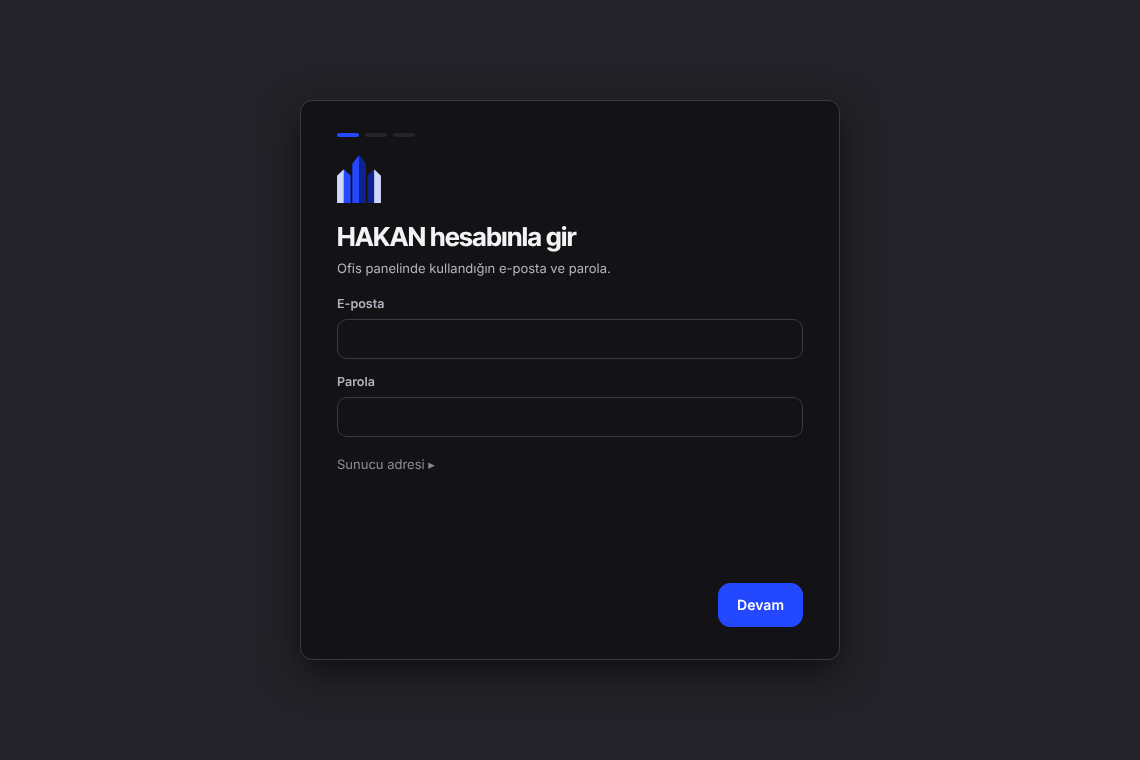 HAKAN hesabınla gir
Ofis panelinde kullandığın e-posta ve parola.
E-posta
Parola
Sunucu adresi ▸
Devam